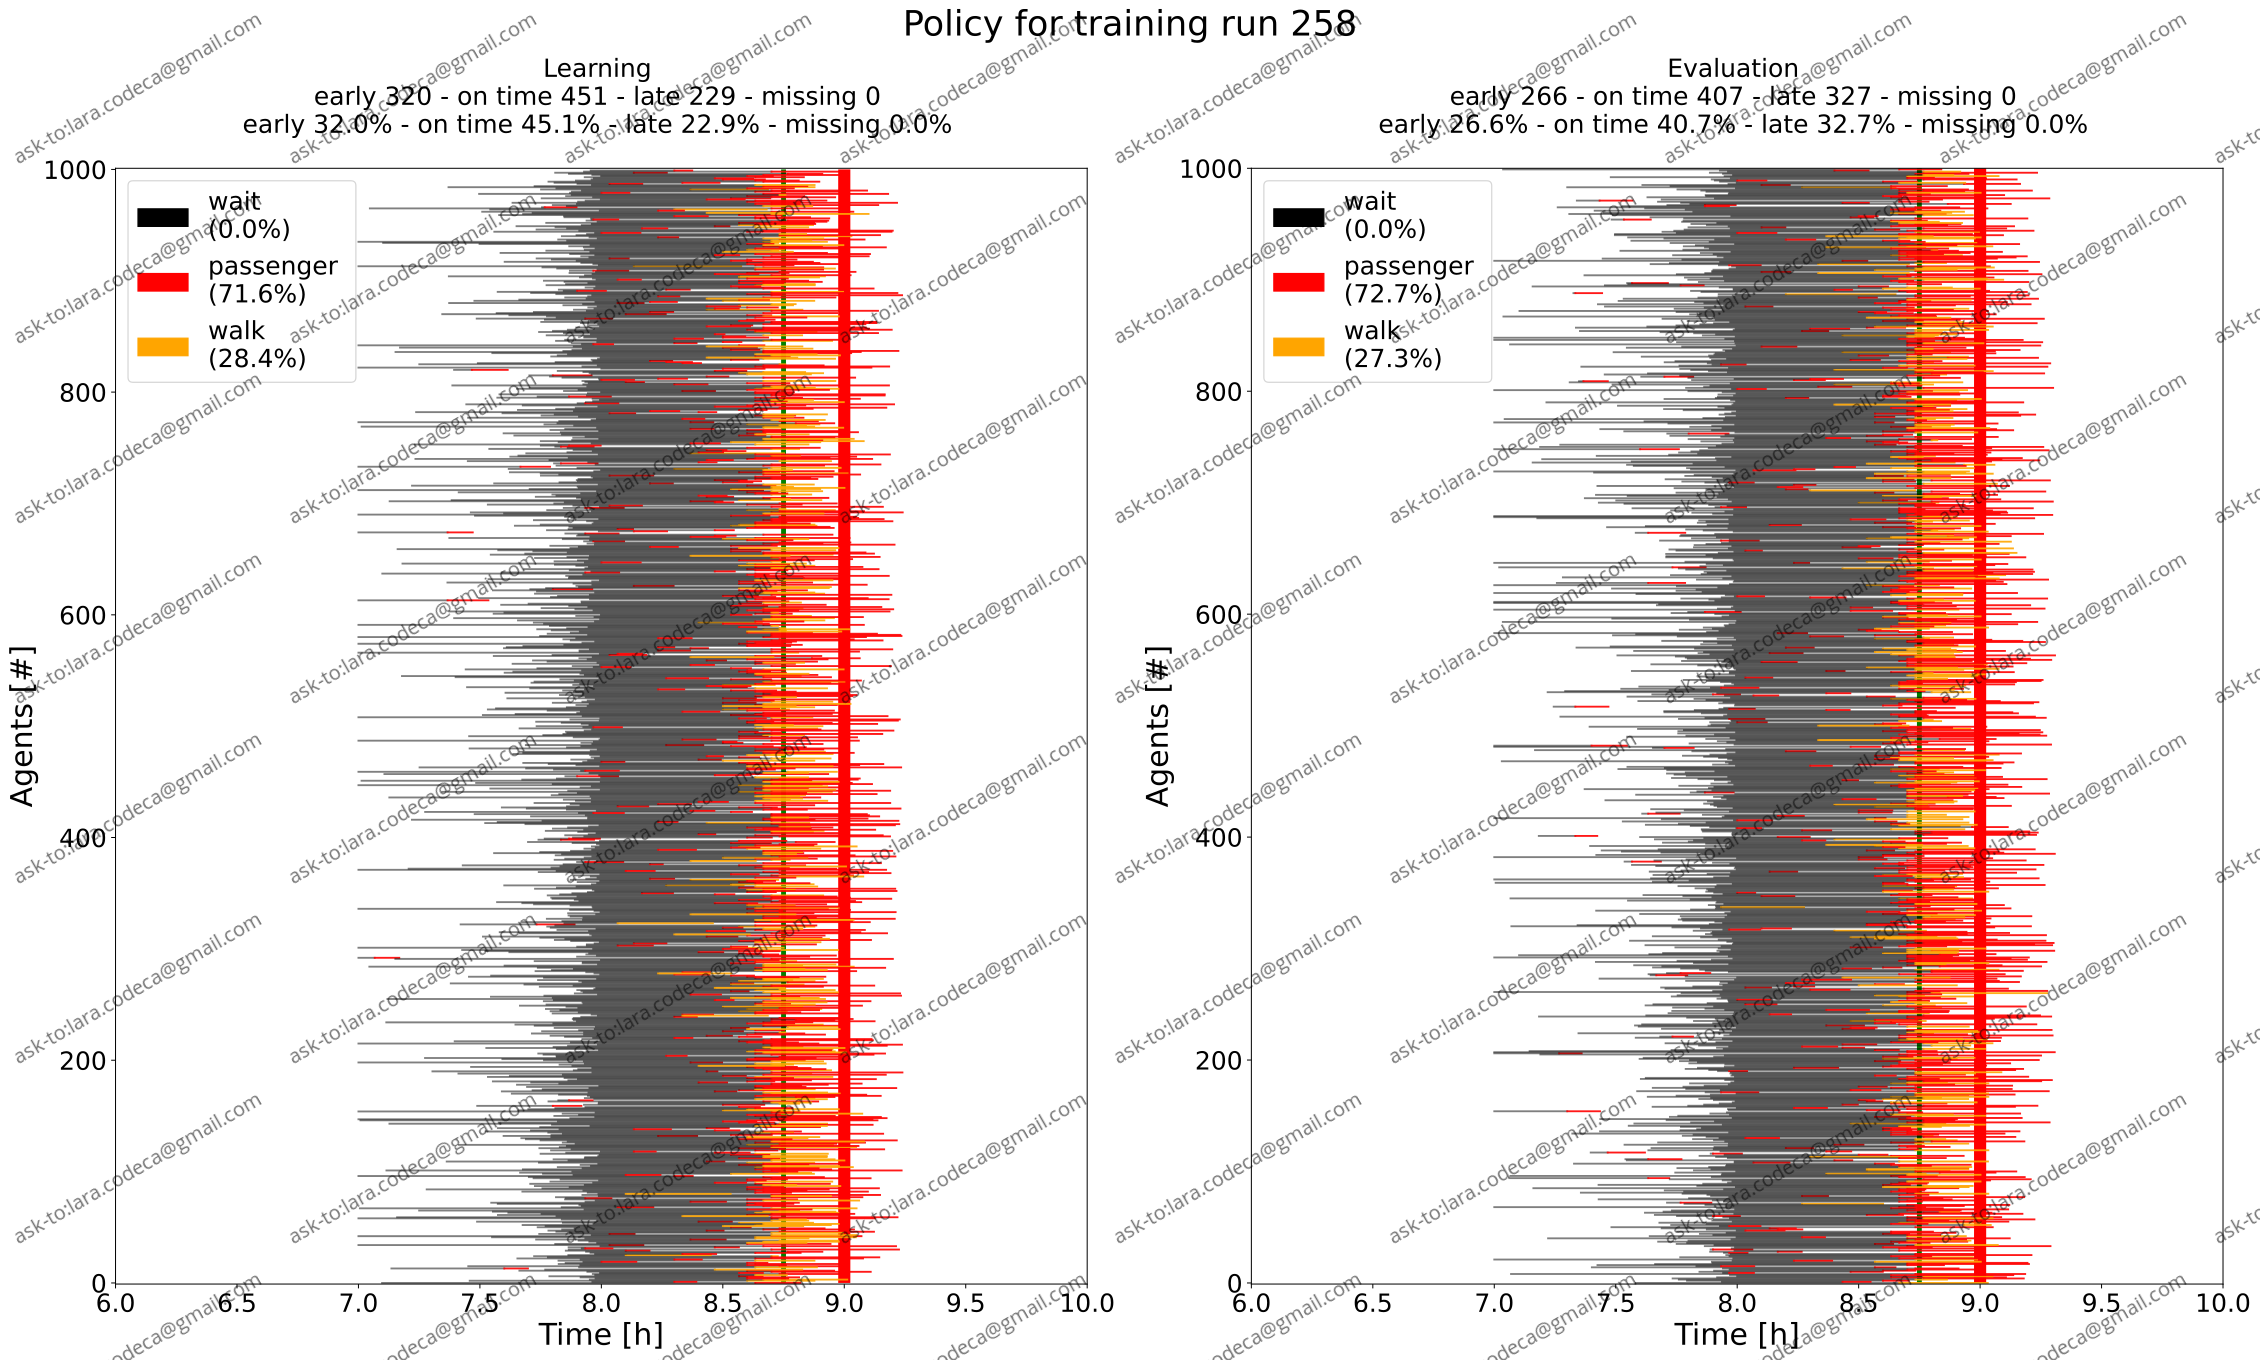 Policy for training run 258
Learning
early 320 - on time 451 - late 229 - missing 0
early 32.0% - on time 45.1% - late 22.9% - missing 0.0%
wait
(0.0%)
passenger
(71.6%)
walk
(28.4%)
Agents [#]
1000
800
600
400
200
0
6.0 6.5 7.0 7.5 8.0 8.5 9.0 9.5 10.0
Time [h]
Evaluation
early 266 - on time 407 - late 327 - missing 0
early 26.6% - on time 40.7% - late 32.7% - missing 0.0%
wait
(0.0%)
passenger
(72.7%)
walk
(27.3%)
Agents [#]
1000
800
600
400
200
0
6.0 6.5 7.0 7.5 8.0 8.5 9.0 9.5 10.0
Time [h]
ask-to:lara.codeca@gmail.com